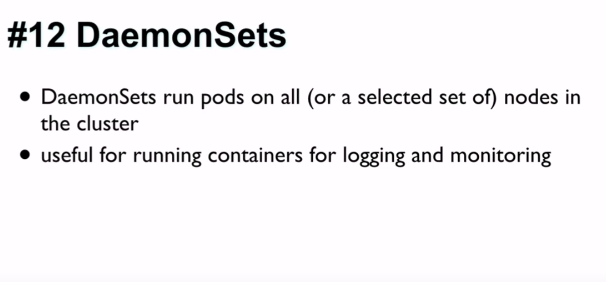 #12 DaemonSets
• DaemonSets run pods on all (or a selected set of) nodes in
the cluster
• useful for running containers for logging and monitoring